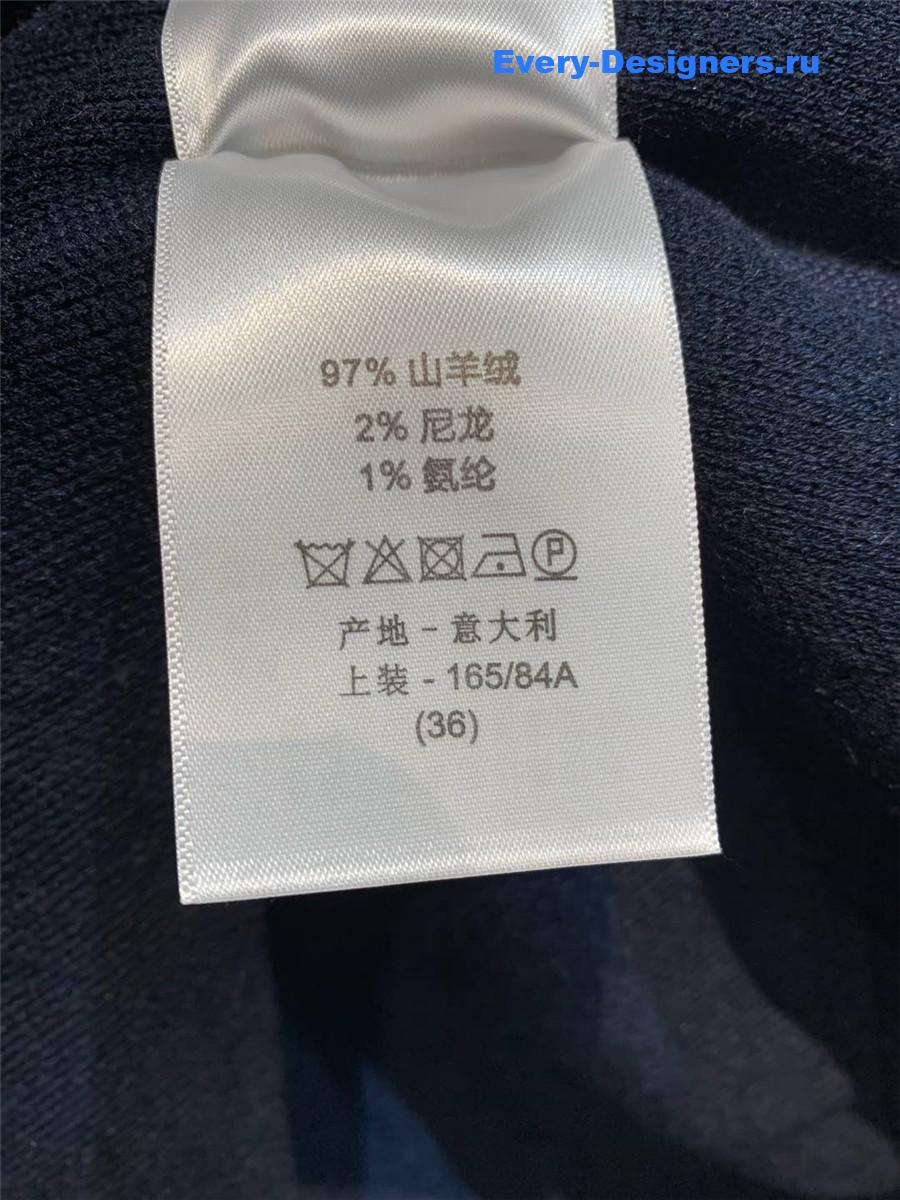 Every-Designers.ru
97% 山羊绒
2% 尼龙
1% 氨纶
P
产地 - 意大利
上装 - 165/84A
(36)